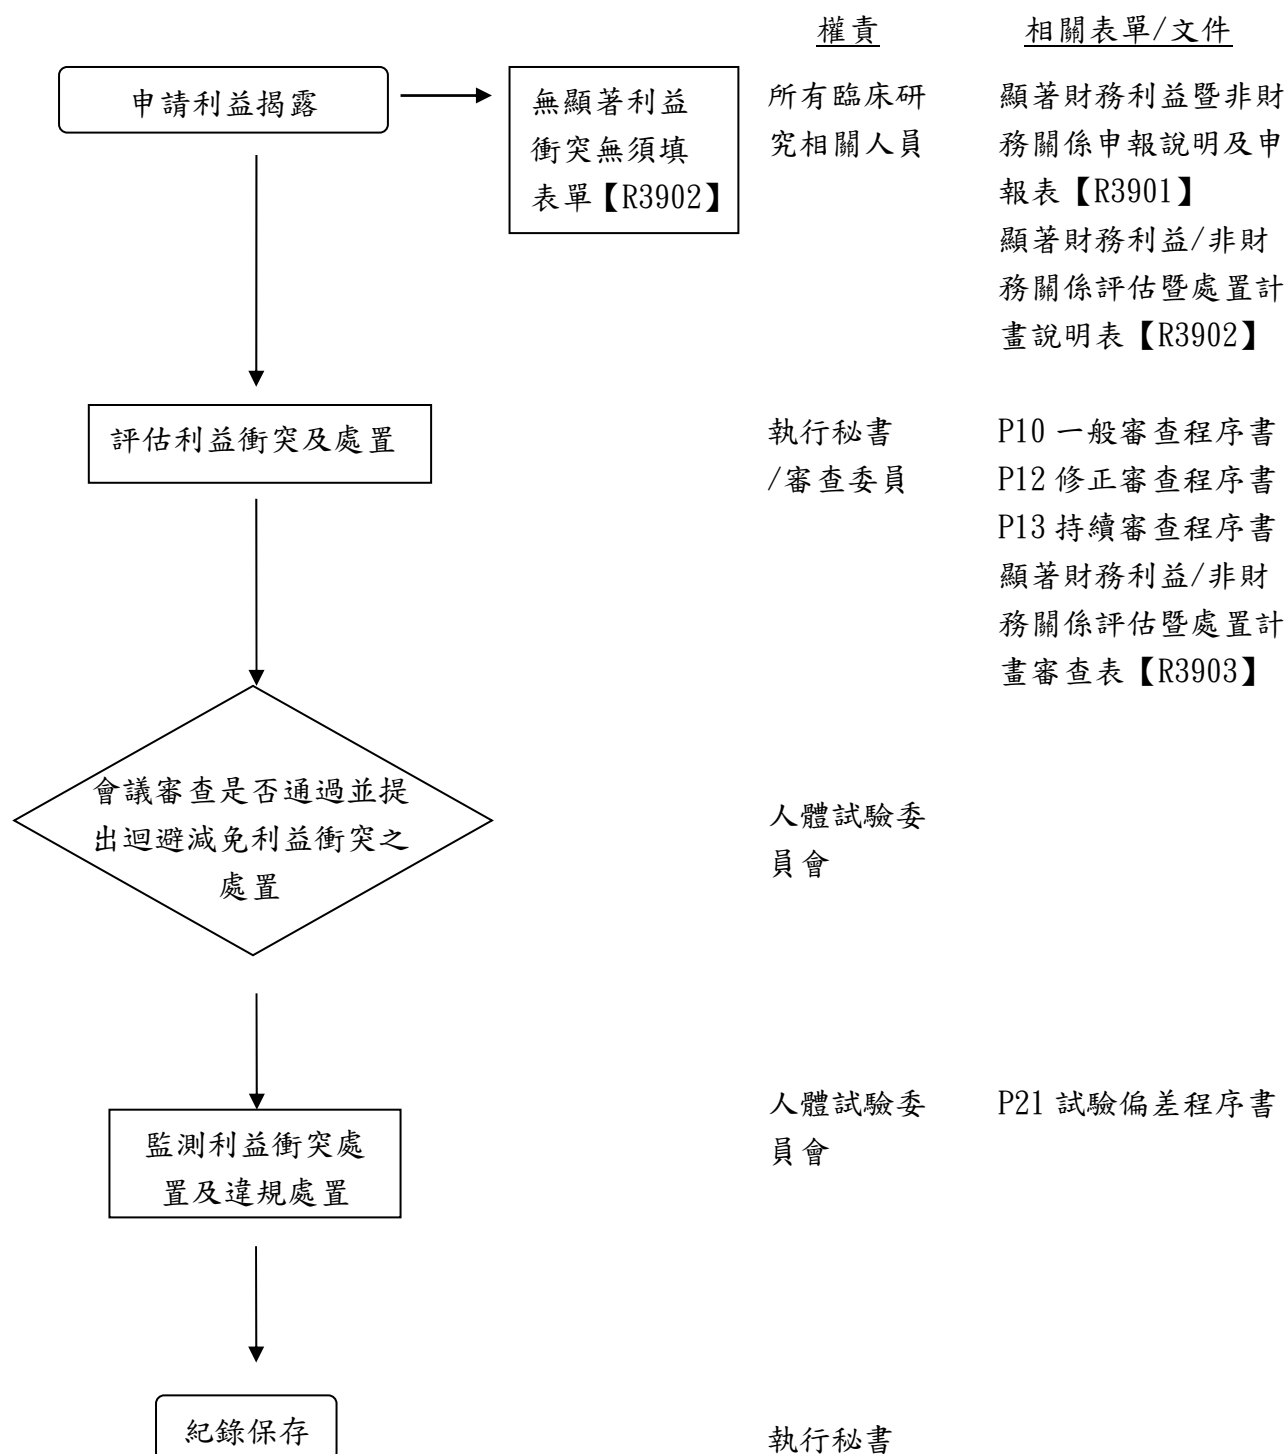 權責
相關表單/文件
申請利益揭露
無顯著利益
衝突無須填
表單【R3902】
所有臨床研
究相關人員
顯著財務利益暨非財
務關係申報說明及申
報表【R3901】
顯著財務利益/非財
務關係評估暨處置計
畫說明表【R3902】
評估利益衝突及處置
執行秘書
/審查委員
P10 一般審查程序書
P12 修正審查程序書
P13 持續審查程序書
顯著財務利益/非財
務關係評估暨處置計
畫審查表【R3903】
會議審查是否通過並提
出迴避減免利益衝突之
處置
人體試驗委
員會
監測利益衝突處
置及違規處置
人體試驗委
員會
P21 試驗偏差程序書
紀錄保存
執行秘書